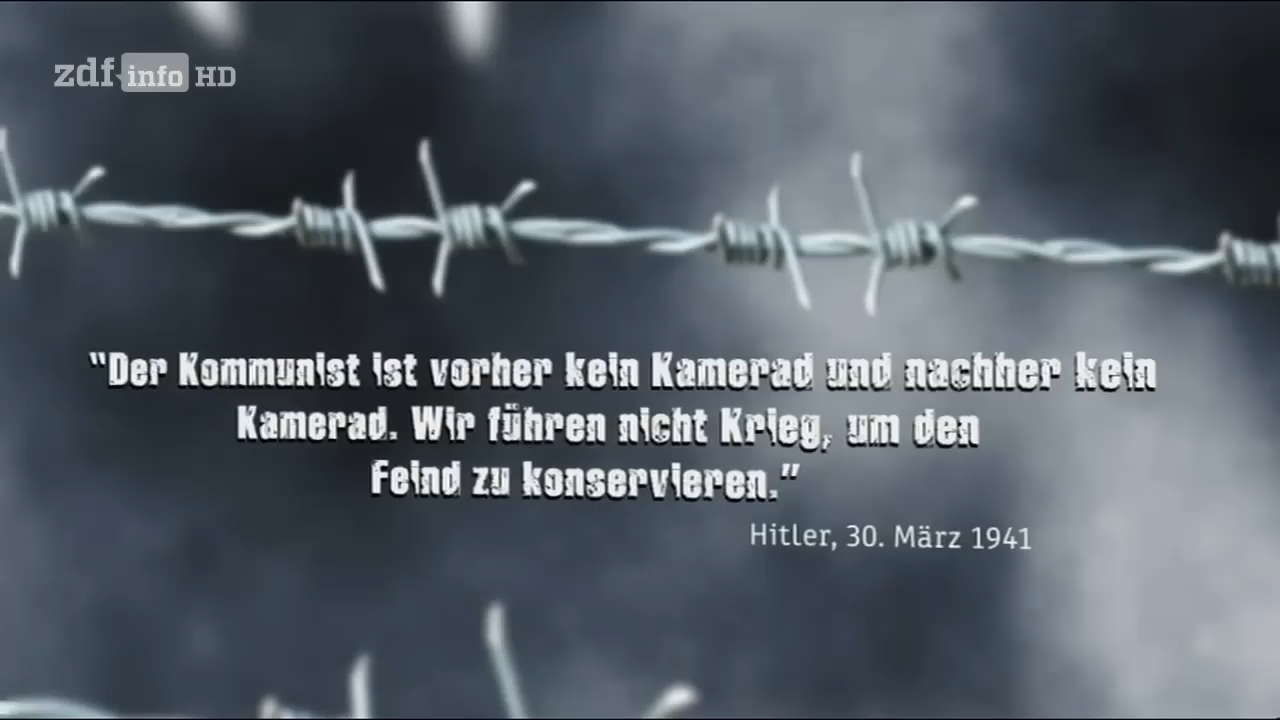 zdf info HD
"Der Kommunist ist vorher kein Kamerad und nachher kein
Kamerad. Wir führen nicht Krieg, um den
Feind zu konservieren."
Hitler, 30. März 1941